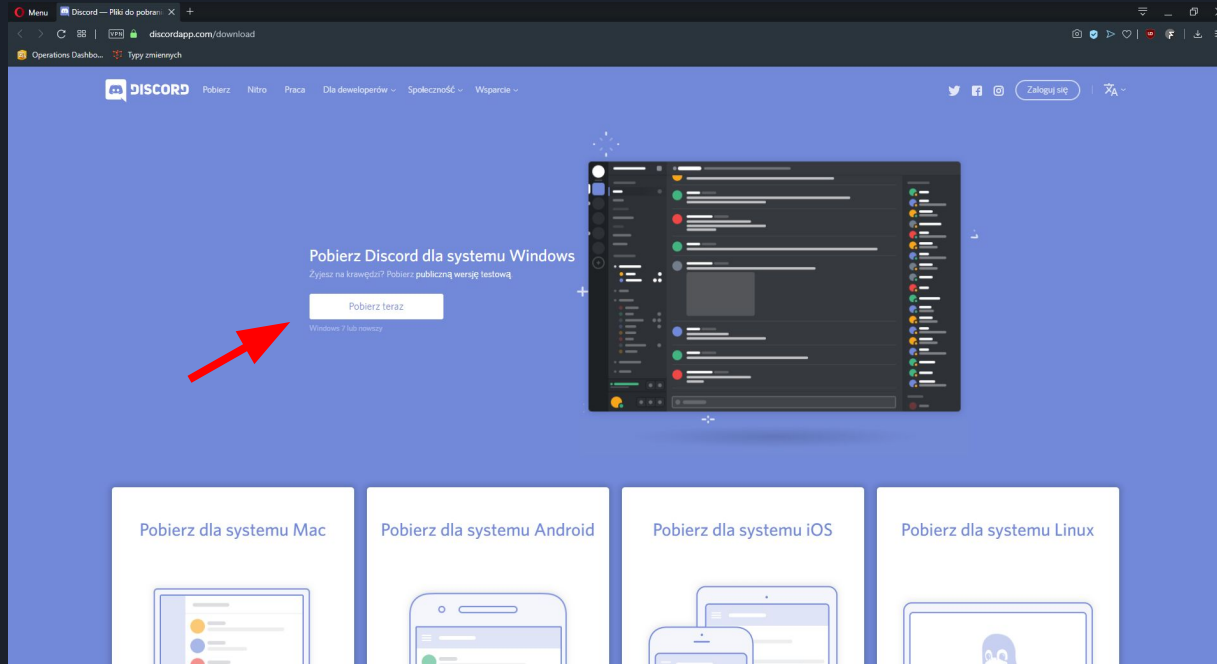 Menu
Discord — Pliki do pobrani
VPN
discordapp.com/download
Operations Dashbo...
Typy zmiennych
DISCORD
Pobierz
Nitro
Praca
Dla deweloperów
Społeczność
Wsparcie
Zaloguj się
Pobierz Discord dla systemu Windows
Żyjesz na krawędzi? Pobierz publiczną wersję testową
Pobierz teraz
Windows 7 lub nowszy
Pobierz dla systemu Mac
Pobierz dla systemu Android
Pobierz dla systemu iOS
Pobierz dla systemu Linux